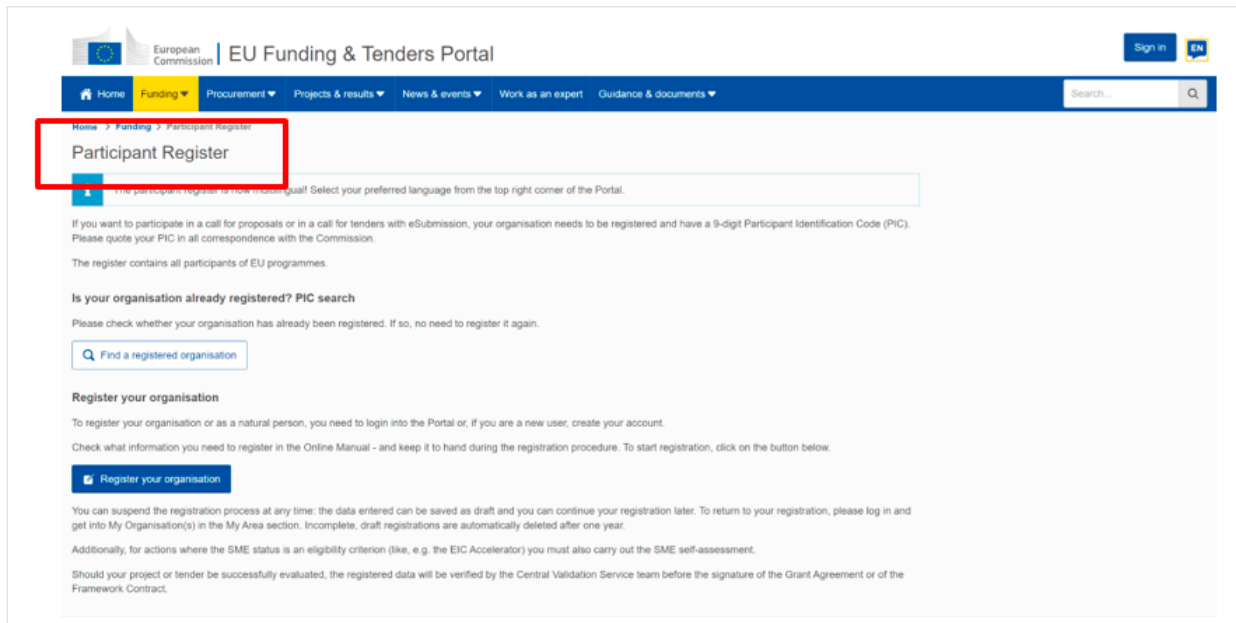 European
Commission
EU Funding & Tenders Portal
Sign in
EN
Home
Funding
Procurement
Projects & results
News & events
Work as an expert
Guidance & documents
Search...
Home > Funding > Participant Register
Participant Register
The participant register is now multilingual! Select your preferred language from the top right corner of the Portal.
If you want to participate in a call for proposals or in a call for tenders with eSubmission, your organisation needs to be registered and have a 9-digit Participant Identification Code (PIC).
Please quote your PIC in all correspondence with the Commission.
The register contains all participants of EU programmes.
Is your organisation already registered? PIC search
Please check whether your organisation has already been registered. If so, no need to register it again.
Find a registered organisation
Register your organisation
To register your organisation or as a natural person, you need to login into the Portal or, if you are a new user, create your account.
Check what information you need to register in the Online Manual - and keep it to hand during the registration procedure. To start registration, click on the button below.
Register your organisation
You can suspend the registration process at any time: the data entered can be saved as draft and you can continue your registration later. To return to your registration, please log in and
get into My Organisation(s) in the My Area section. Incomplete, draft registrations are automatically deleted after one year.
Additionally, for actions where the SME status is an eligibility criterion (like, e.g. the EIC Accelerator) you must also carry out the SME self-assessment.
Should your project or tender be successfully evaluated, the registered data will be verified by the Central Validation Service team before the signature of the Grant Agreement or of the
Framework Contract.